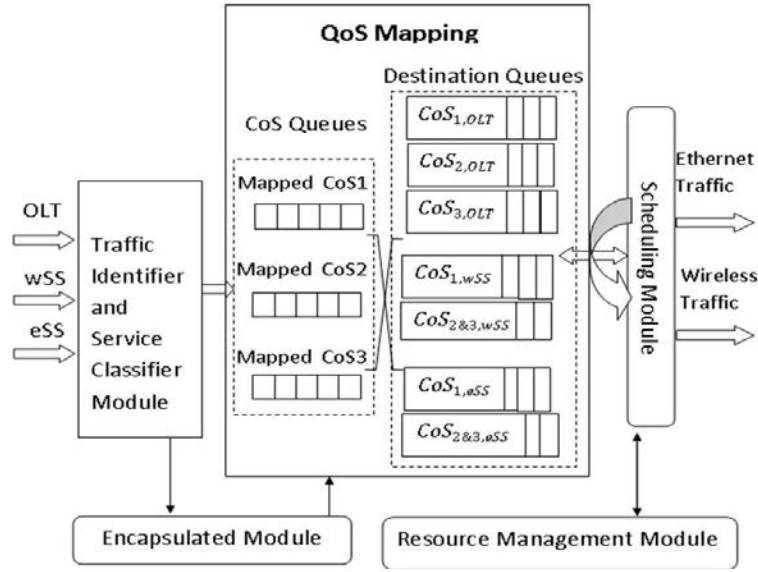 QoS Mapping
Destination Queues
CoS Queues
CoS1,OLT
CoS2,OLT
CoS3,OLT
CoS1,wSS
CoS2&3,wSS
CoS1,eSS
CoS2&3,eSS
Mapped CoS1
Mapped CoS2
Mapped CoS3
OLT
wSS
eSS
Traffic
Identifier
and
Service
Classifier
Module
Scheduling Module
Ethernet
Traffic
Wireless
Traffic
Encapsulated Module
Resource Management Module